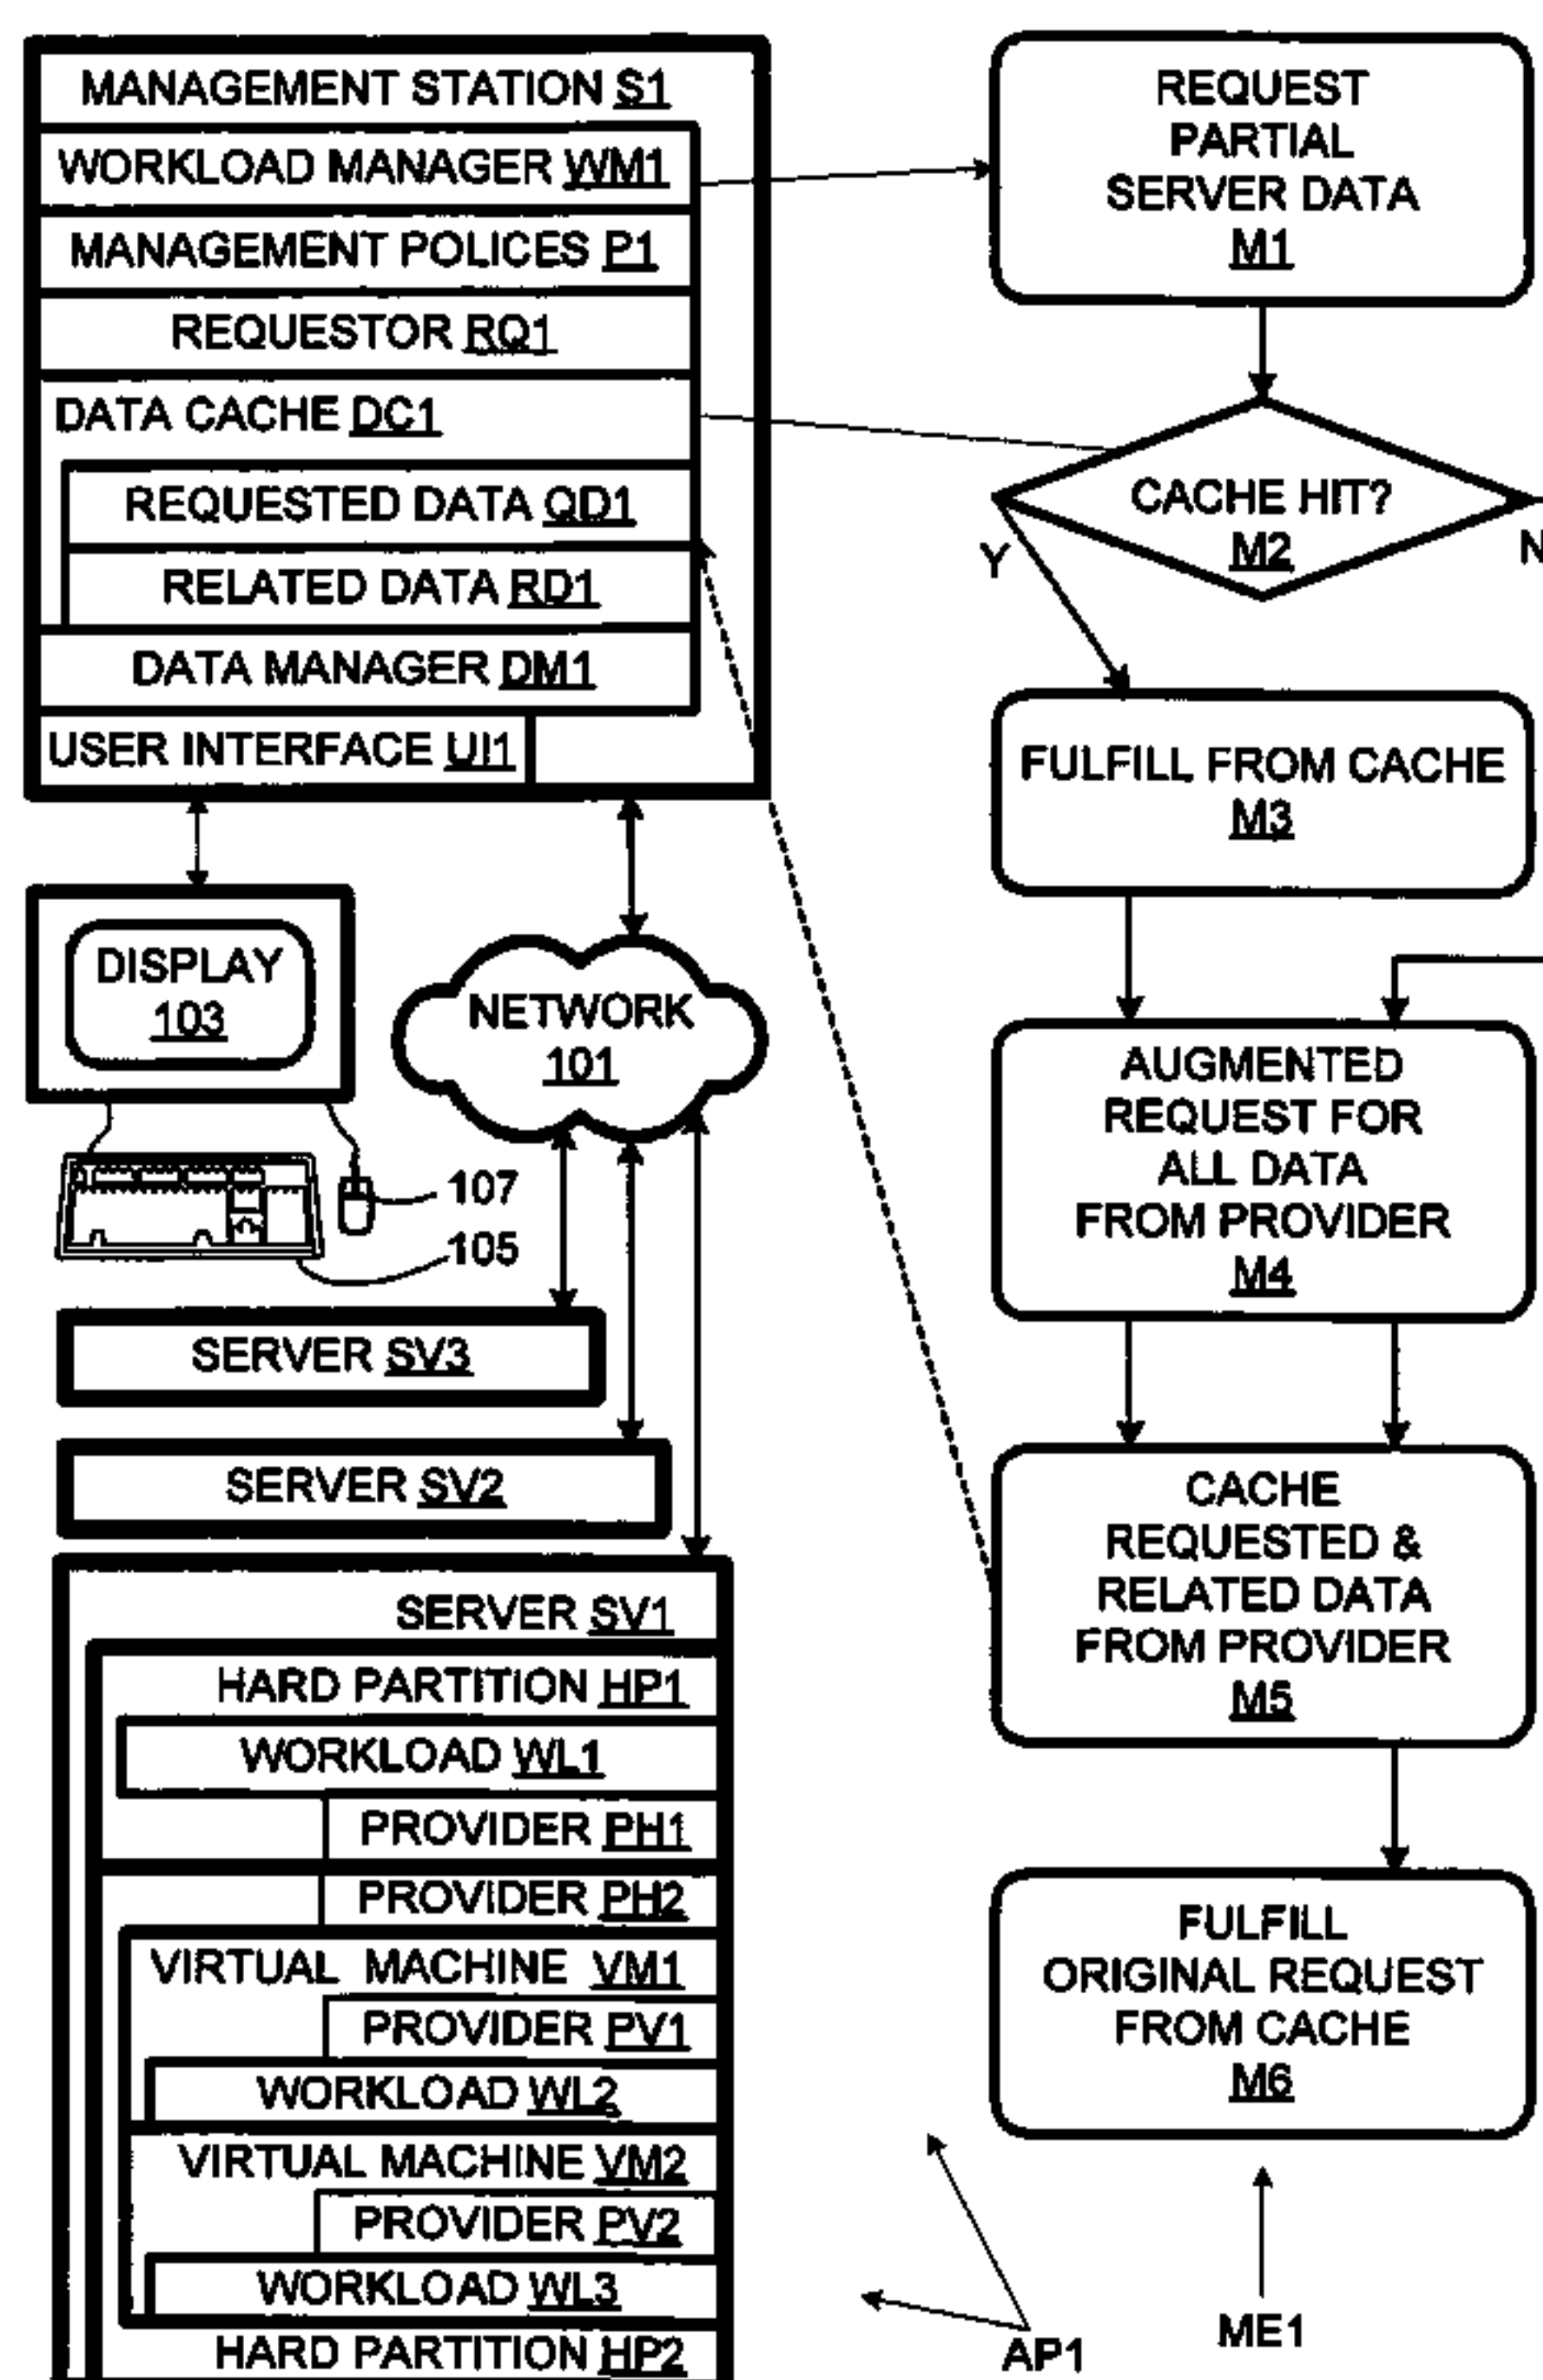 MANAGEMENT STATION S1
WORKLOAD MANAGER WM1
MANAGEMENT POLICES P1
REQUESTOR RQ1
DATA CACHE DC1
REQUESTED DATA QD1
RELATED DATA RD1
DATA MANAGER DM1
USER INTERFACE UI1
DISPLAY
103
NETWORK
101
107
105
SERVER SV3
SERVER SV2
SERVER SV1
HARD PARTITION HP1
WORKLOAD WL1
PROVIDER PH1
PROVIDER PH2
VIRTUAL MACHINE VM1
PROVIDER PV1
WORKLOAD WL2
VIRTUAL MACHINE VM2
PROVIDER PV2
WORKLOAD WL3
HARD PARTITION HP2
REQUEST
PARTIAL
SERVER DATA
M1
CACHE HIT?
M2
Y
N
FULFILL FROM CACHE
M3
AUGMENTED
REQUEST FOR
ALL DATA
FROM PROVIDER
M4
CACHE
REQUESTED &
RELATED DATA
FROM PROVIDER
M5
FULFILL
ORIGINAL REQUEST
FROM CACHE
M6
AP1
ME1